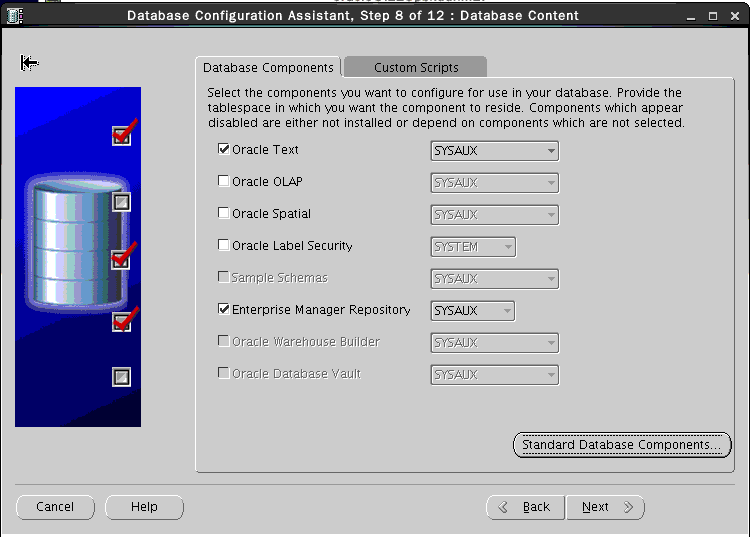 Database Configuration Assistant, Step 8 of 12 : Database Content
Database Components
Custom Scripts
Select the components you want to configure for use in your database. Provide the
tablespace in which you want the component to reside. Components which appear
disabled are either not installed or depend on components which are not selected.
Oracle Text SYSAUX
Oracle OLAP SYSAUX
Oracle Spatial SYSAUX
Oracle Label Security SYSTEM
Sample Schemas SYSAUX
Enterprise Manager Repository SYSAUX
Oracle Warehouse Builder SYSAUX
Oracle Database Vault SYSAUX
Standard Database Components...
Cancel
Help
Back
Next